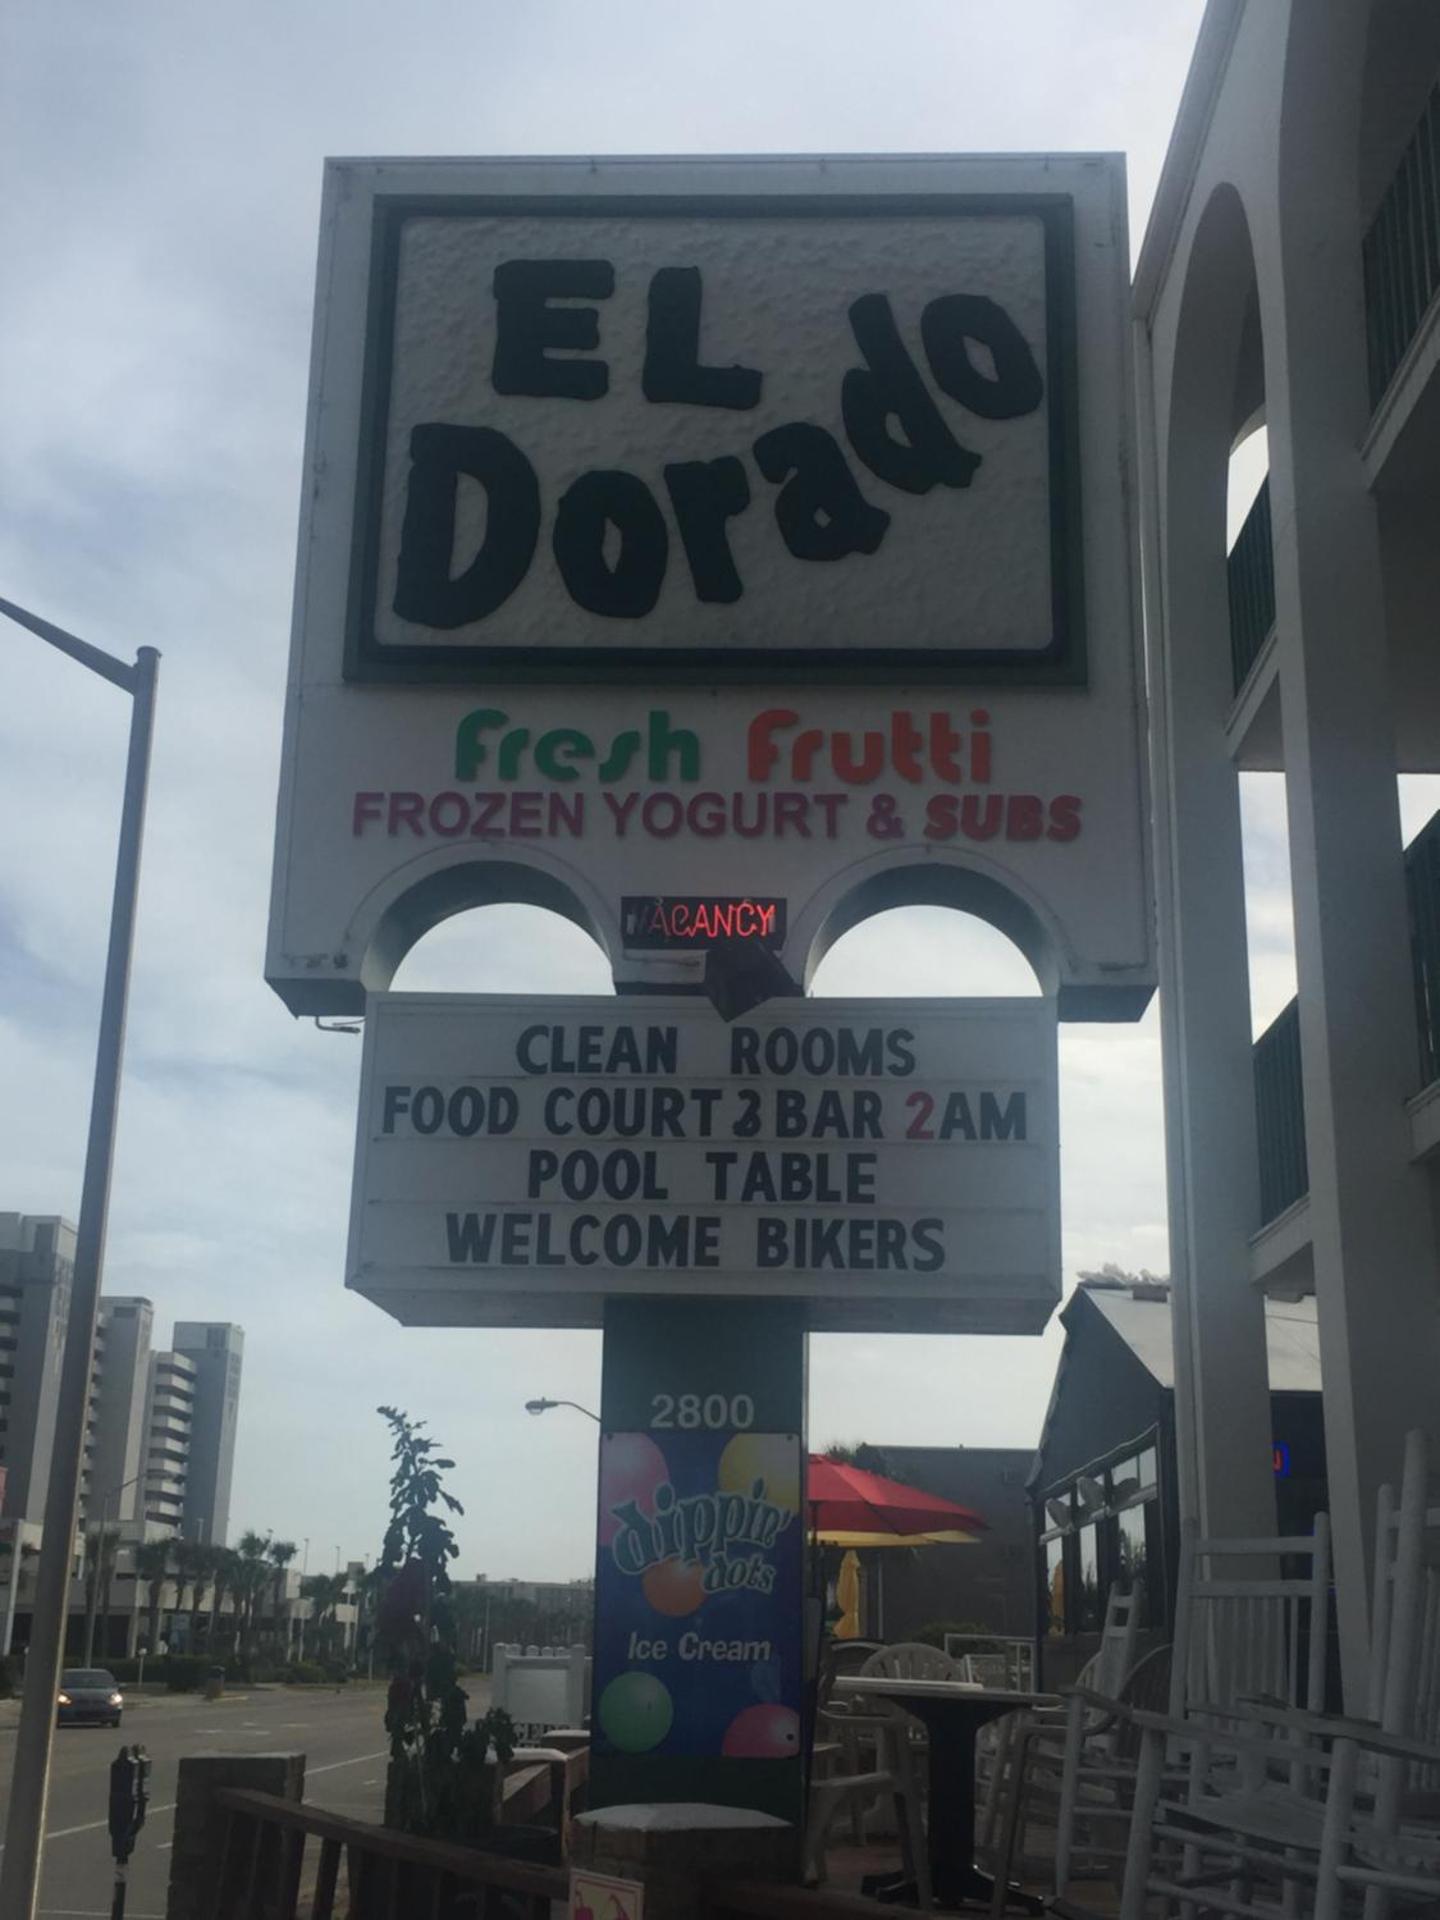 EL
Dorado
Fresh Frutti
FROZEN YOGURT & SUBS
VACANCY
CLEAN ROOMS
FOOD COURT & BAR 2AM
POOL TABLE
WELCOME BIKERS
2800
dippin'
dots
Ice Cream